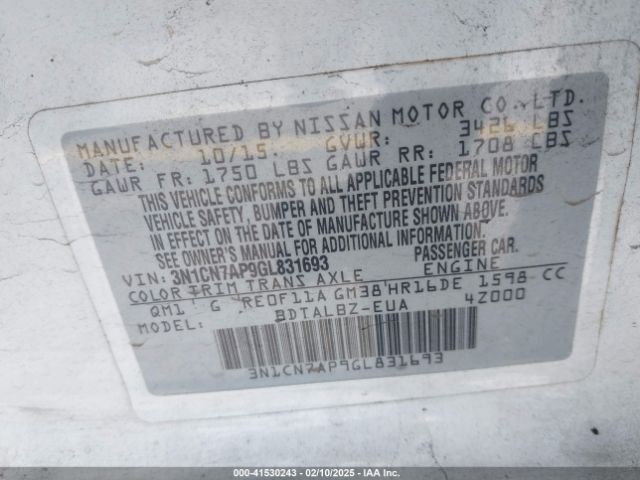 MANUFACTURED BY NISSAN MOTOR CO., LTD.
DATE: 10/15 GVWR: 3426 LBS
GAWR FR: 1750 LBS GAWR RR: 1708 LBS
THIS VEHICLE CONFORMS TO ALL APPLICABLE FEDERAL MOTOR
VEHICLE SAFETY, BUMPER AND THEFT PREVENTION STANDARDS
IN EFFECT ON THE DATE OF MANUFACTURE SHOWN ABOVE.
SEE OWNER'S MANUAL FOR ADDITIONAL INFORMATION.
VIN: 3N1CN7AP9GL831693 PASSENGER CAR.
COLOR TRIM TRANS AXLE ENGINE
QM1 G RE0F11A GM38 HR16DE 1598 CC
MODEL: BDTALBZ-EUA 4Z000
3N1CN7AP9GL831693
000-41530243 - 02/10/2025 - IAA Inc.